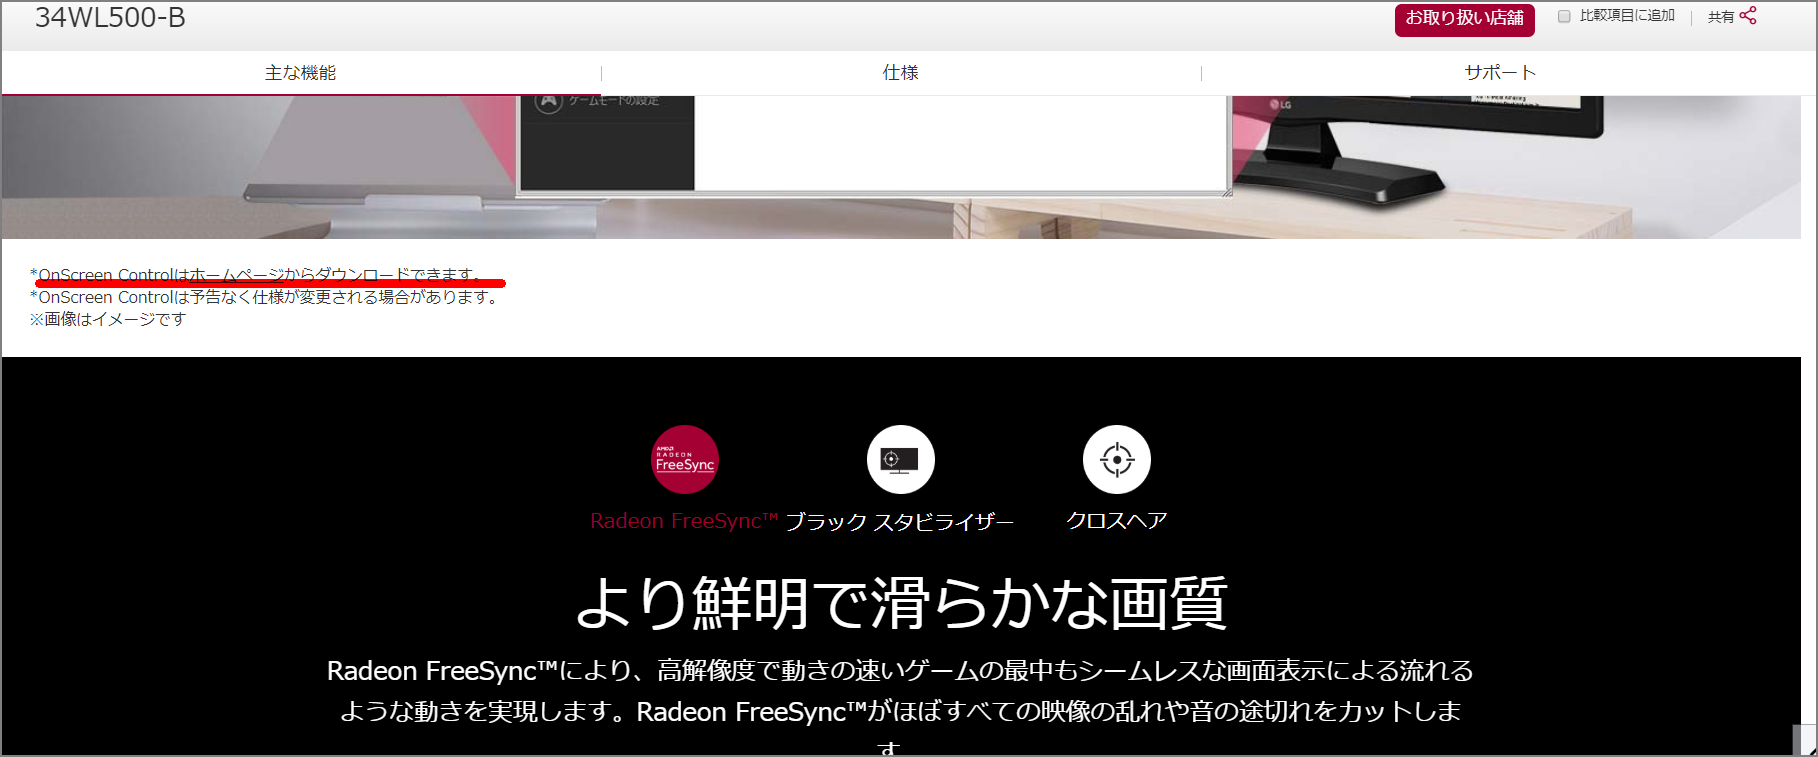 34WL500-B
お取り扱い店舗
比較項目に追加
共有
主な機能
仕様
サポート
ゲームモードの設定
LG
*OnScreen Controlはホームページからダウンロードできます。
*OnScreen Controlは予告なく仕様が変更される場合があります。
※画像はイメージです
AMD
RADEON
FreeSync
Radeon FreeSync™
ブラック スタビライザー
クロスヘア
より鮮明で滑らかな画質
Radeon FreeSync™により、高解像度で動きの速いゲームの最中もシームレスな画面表示による流れる
ような動きを実現します。Radeon FreeSync™がほぼすべての映像の乱れや音の途切れをカットしま
す